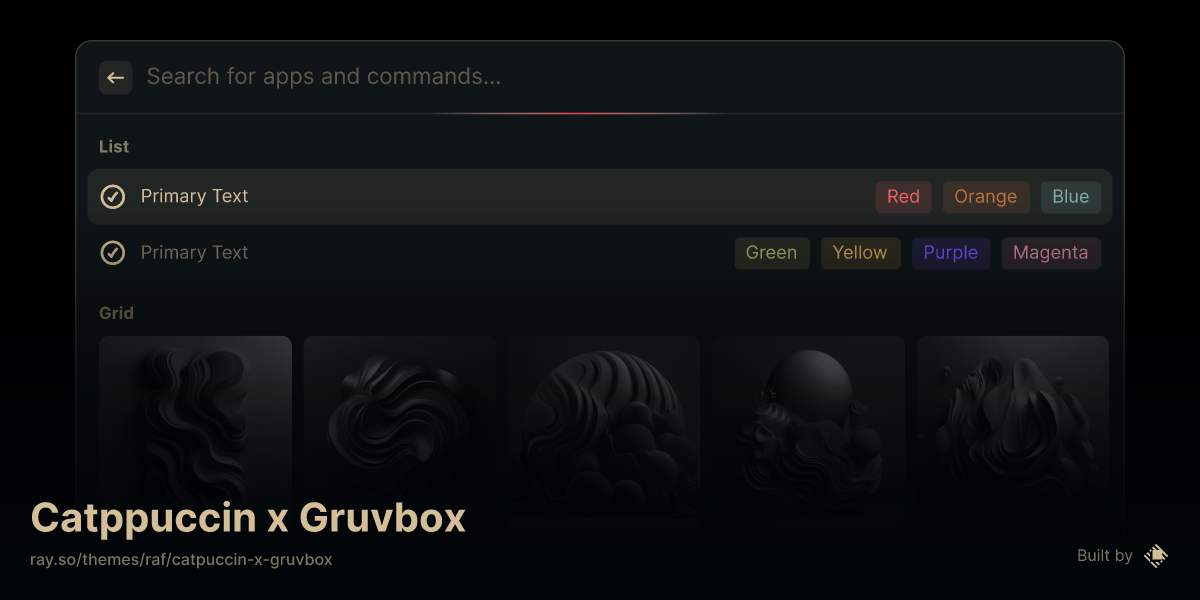 Search for apps and commands...
List
Primary Text Red Orange Blue
Primary Text Green Yellow Purple Magenta
Grid
Catppuccin x Gruvbox
ray.so/themes/raf/catpuccin-x-gruvbox
Built by